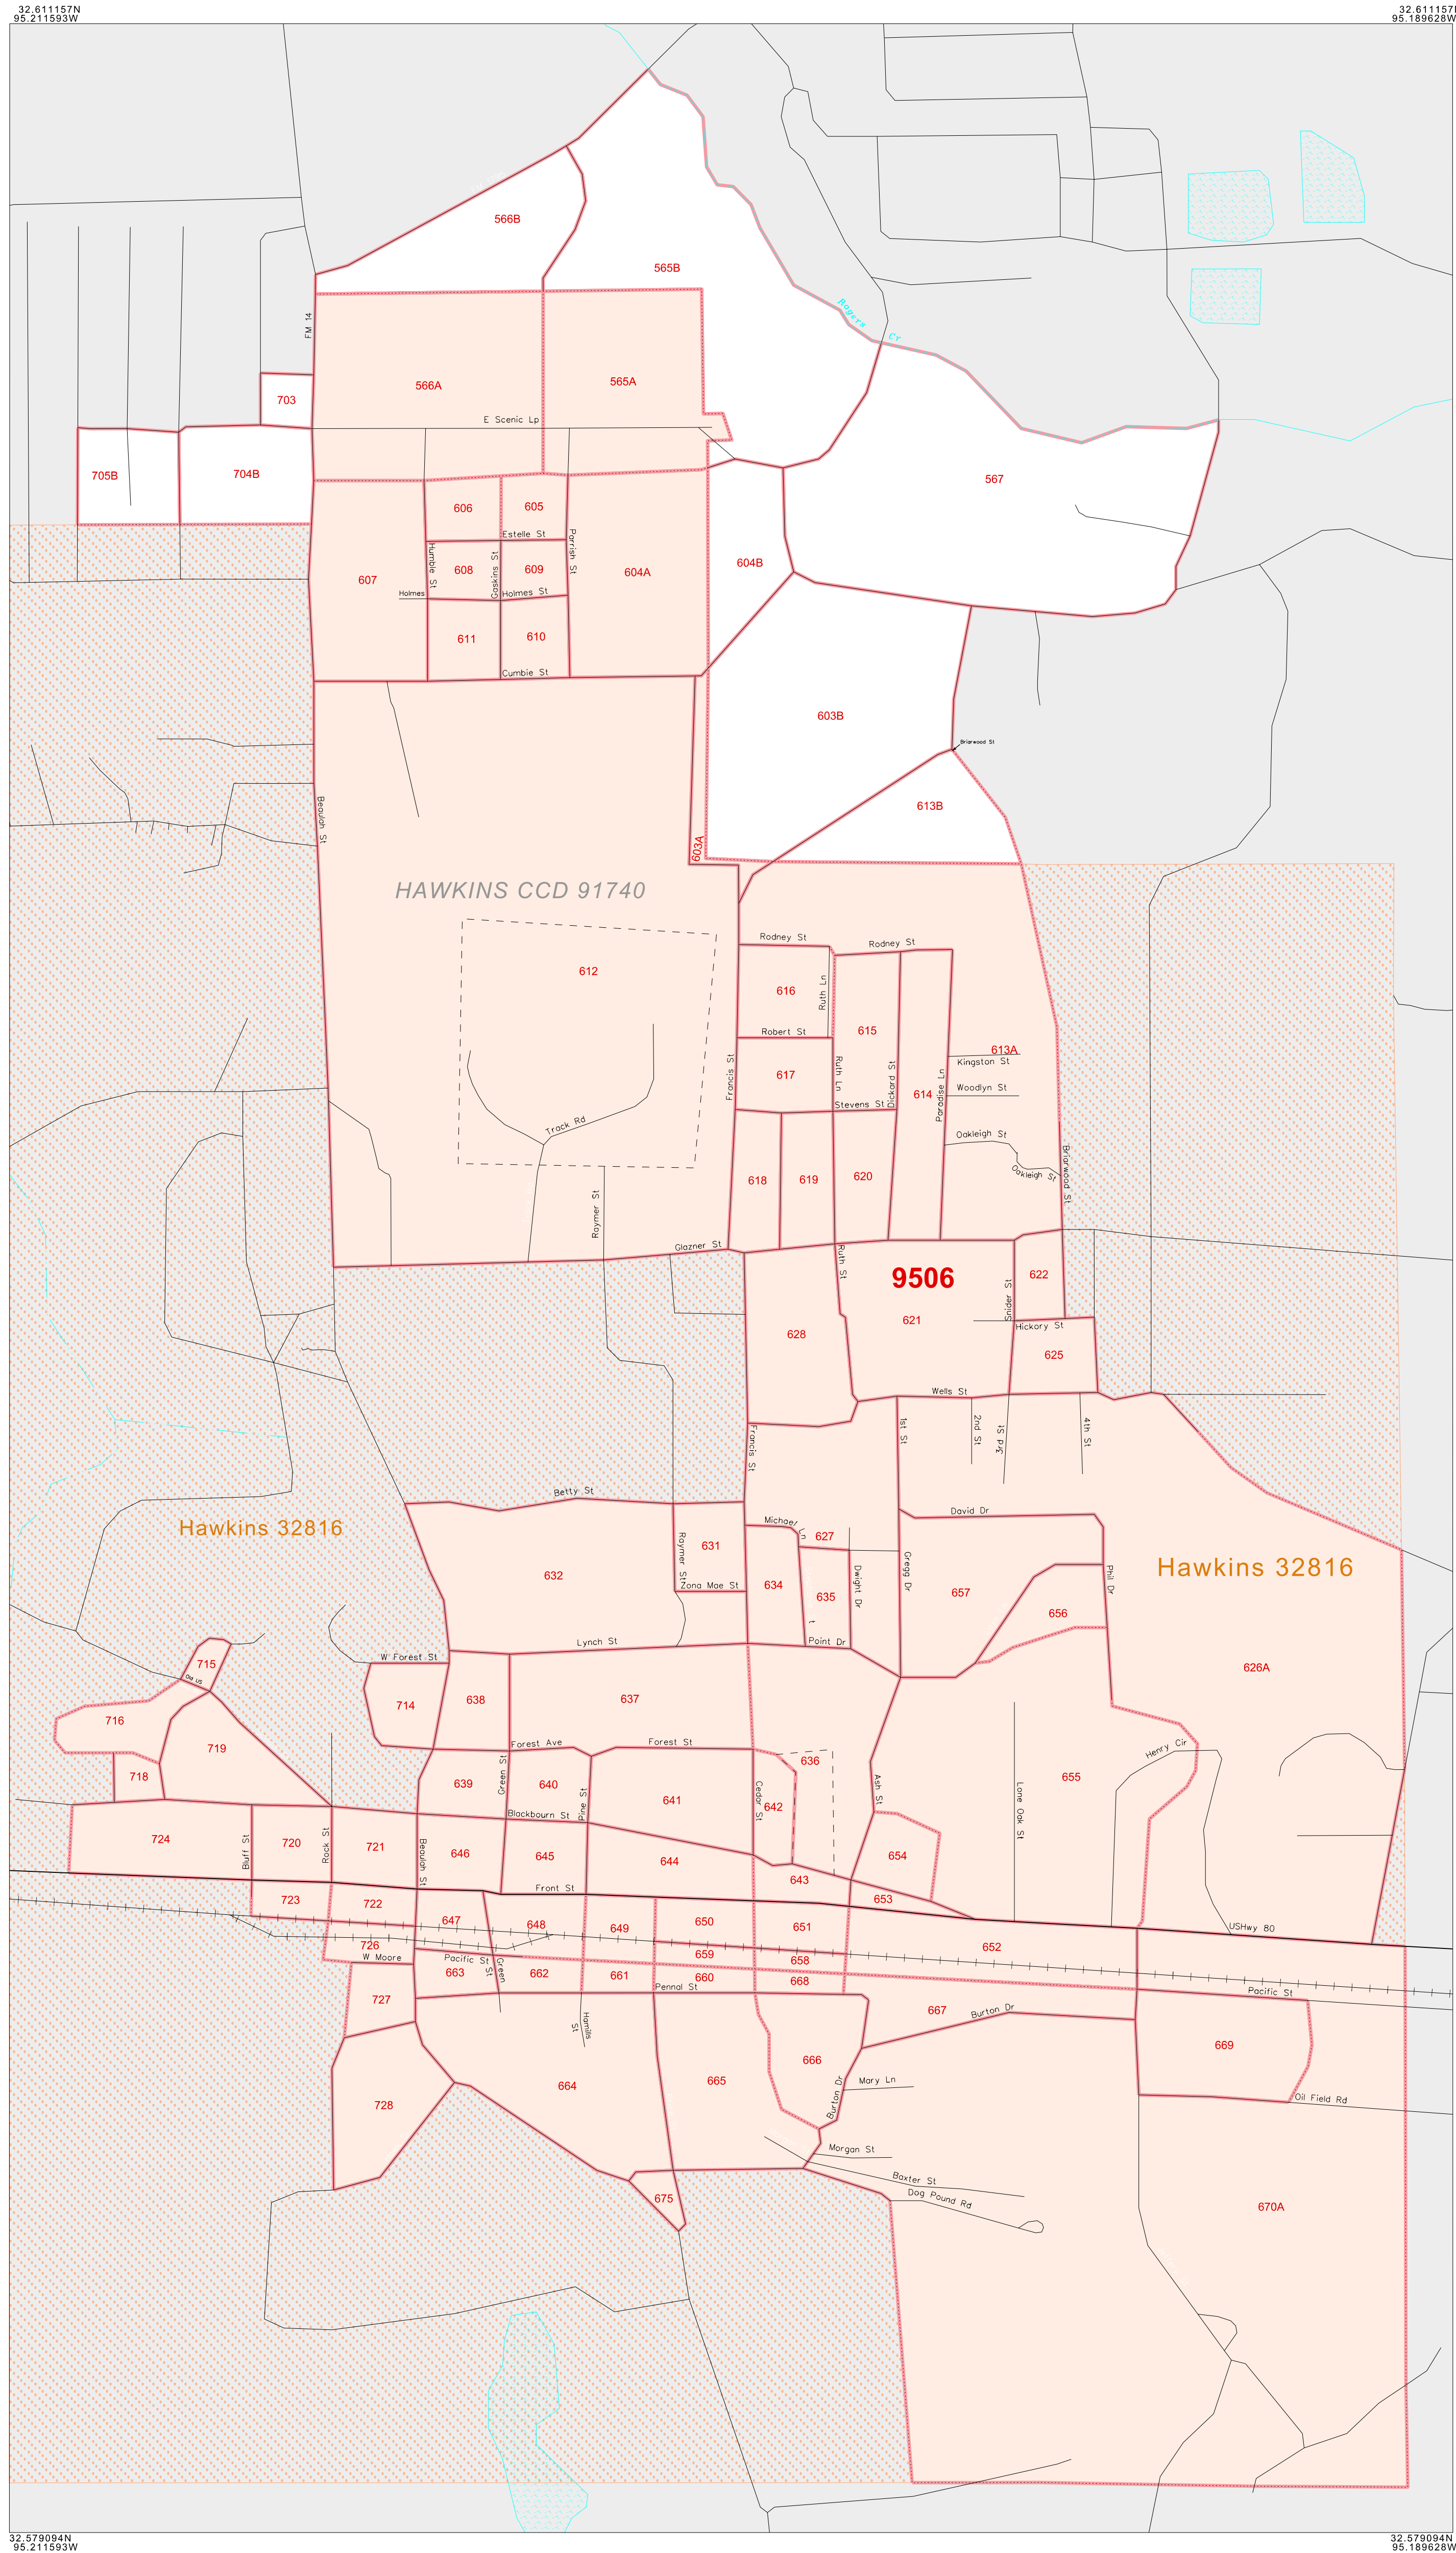 32.611157N
95.211593W
32.611157N
95.189628W
566B
565B
Rogers
Cr
FM 14
566A
565A
703
E Scenic Lp
705B
704B
567
606
605
Estelle St
Parrish St
Humble St
608
Gaskins St
609
604A
604B
607
Holmes
Holmes St
611
610
Cumbie St
603B
Briarwood St
613B
Beaulah St
603A
HAWKINS CCD 91740
Rodney St
Rodney St
612
616
Ruth Ln
615
Robert St
613A
Kingston St
Francis St
617
Ruth Ln
Dickard St
614
Paradise Ln
Woodlyn St
Stevens St
Track Rd
Oakleigh St
Oakleigh St
Briarwood St
618
619
620
Raymer St
Glazner St
Ruth St
9506
622
Snider St
621
Hickory St
628
625
Wells St
Francis St
1st St
2nd St
3rd St
4th St
Betty St
David Dr
Hawkins 32816
Michael
Ln
627
631
Raymer St
Gregg Dr
Hawkins 32816
632
Zona Mae St
634
635
Dwight Dr
657
Phil Dr
656
t
Lynch St
Point Dr
W Forest St
715
Old US
626A
714
638
637
716
719
Forest Ave
Forest St
636
Henry Cir
655
718
639
Green St
640
Pine St
641
Cedar St
642
Ash St
Lone Oak St
Blackbourn St
724
Bluff St
720
Rock St
721
Beaulah St
646
645
644
654
643
Front St
653
723
722
647
648
649
650
651
USHwy 80
726
659
658
652
W Moore
Pacific St
663
Green
St
662
661
660
668
Pennal St
Pacific St
727
Hamills
St
667
Burton Dr
669
666
664
665
Mary Ln
Burton Dr
728
Oil Field Rd
Morgan St
Baxter St
Dog Pound Rd
675
670A
32.579094N
95.211593W
32.579094N
95.189628W